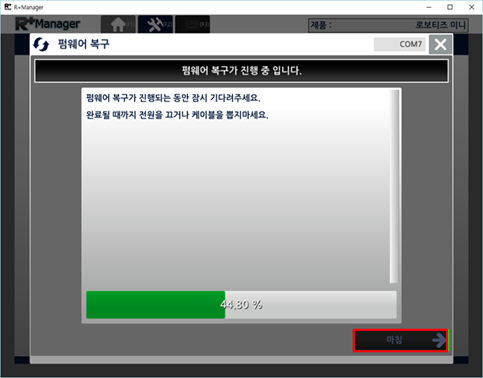 R+Manager
R+Manager
제품 :
로보티즈 미니
펌웨어 복구
COM7
펌웨어 복구가 진행 중 입니다.
펌웨어 복구가 진행되는 동안 잠시 기다려주세요.
완료될 때까지 전원을 끄거나 케이블을 뽑지마세요.
44.80 %
마침